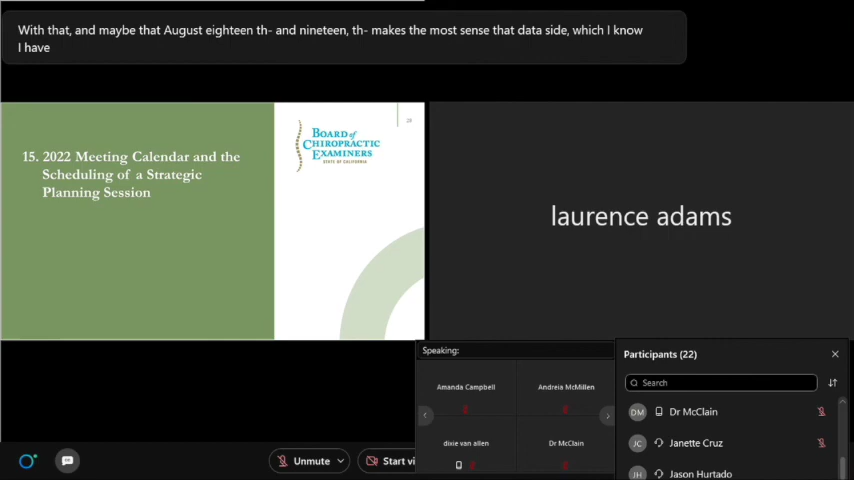 With that, and maybe that August eighteen th- and nineteen, th- makes the most sense that data side, which I know
I have
28
15. 2022 Meeting Calendar and the
Scheduling of a Strategic
Planning Session
BOARD of
CHIROPRACTIC
EXAMINERS
STATE OF CALIFORNIA
laurence adams
Speaking:
Amanda Campbell
Andreia McMillen
dixie van allen
Dr McClain
Participants (22)
Search
DM Dr McClain
JC Janette Cruz
JH Jason Hurtado
Unmute
Start vi